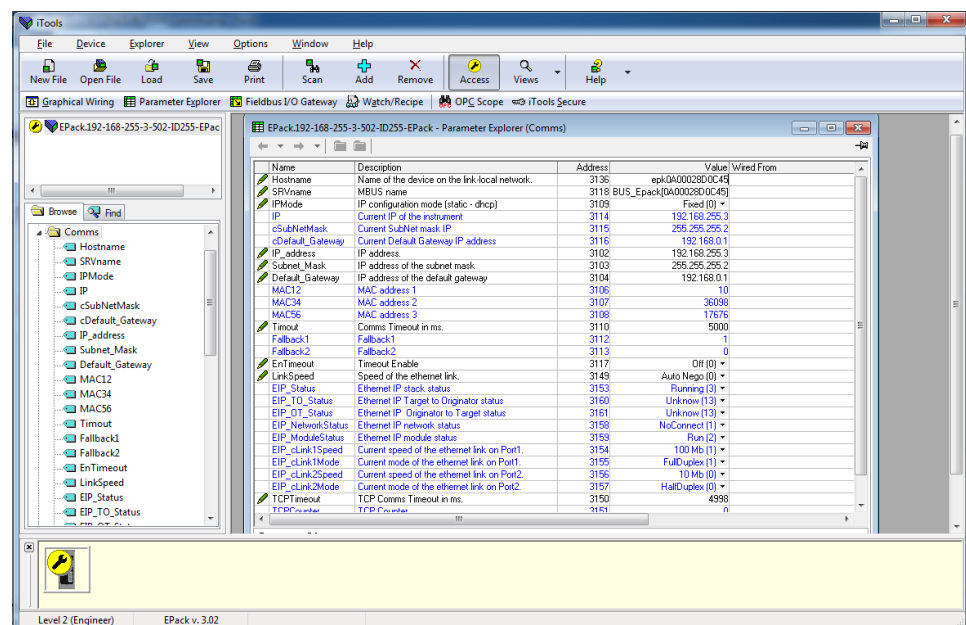 iTools
File Device Explorer View Options Window Help
New File Open File Load Save Print Scan Add Remove Access Views Help
Graphical Wiring Parameter Explorer Fieldbus I/O Gateway Watch/Recipe OPC Scope iTools Secure
EPack.192-168-255-3-502-ID255-EPac
Browse Find
Comms
Hostname
SRVname
IPMode
IP
cSubNetMask
cDefault_Gateway
IP_address
Subnet_Mask
Default_Gateway
MAC12
MAC34
MAC56
Timout
Fallback1
Fallback2
EnTimeout
LinkSpeed
EIP_Status
EIP_TO_Status
EIP_OT_Status
EPack.192-168-255-3-502-ID255-EPack - Parameter Explorer (Comms)
Name Description Address Value Wired From
Hostname Name of the device on the link-local network. 3136 epk0A00028D0C45
SRVname MBUS name 3118 BUS_Epack[0A00028D0C45]
IPMode IP configuration mode (static - dhcp) 3109 Fixed (0)
IP Current IP of the instrument 3114 192.168.255.3
cSubNetMask Current SubNet mask IP 3115 255.255.255.2
cDefault_Gateway Current Default Gateway IP address 3116 192.168.0.1
IP_address IP address. 3102 192.168.255.3
Subnet_Mask IP address of the subnet mask 3103 255.255.255.2
Default_Gateway IP address of the default gateway 3104 192.168.0.1
MAC12 MAC address 1 3106 10
MAC34 MAC address 2 3107 36098
MAC56 MAC address 3 3108 17676
Timout Comms Timeout in ms. 3110 5000
Fallback1 Fallback1 3112 1
Fallback2 Fallback2 3113 0
EnTimeout Timeout Enable 3117 Off (0)
LinkSpeed Speed of the ethernet link. 3149 Auto Nego (0)
EIP_Status Ethernet IP stack status 3153 Running (3)
EIP_TO_Status Ethernet IP Target to Originator status 3160 Unknow (13)
EIP_OT_Status Ethernet IP Originator to Target status 3161 Unknow (13)
EIP_NetworkStatus Ethernet IP network status 3158 NoConnect (1)
EIP_ModuleStatus Ethernet IP module status 3159 Run (2)
EIP_cLink1Speed Current speed of the ethernet link on Port1. 3154 100 Mb (1)
EIP_cLink1Mode Current mode of the ethernet link on Port1. 3155 FullDuplex (1)
EIP_cLink2Speed Current speed of the ethernet link on Port2. 3156 10 Mb (0)
EIP_cLink2Mode Current mode of the ethernet link on Port2. 3157 HalfDuplex (0)
TCPTimeout TCP Comms Timeout in ms. 3150 4998
TCPCounter TCP Counter 3151 0
Level 2 (Engineer) EPack v. 3.02